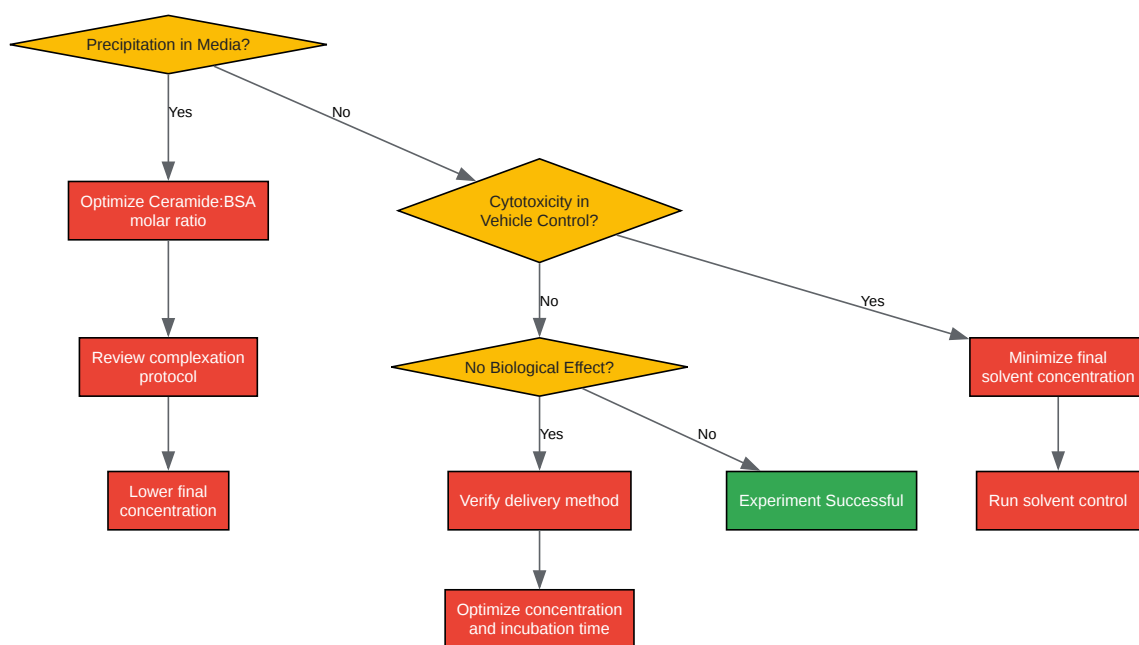 Precipitation in Media?
Yes
No
Optimize Ceramide:BSA
molar ratio
Cytotoxicity in
Vehicle Control?
No
Yes
Review complexation
protocol
No Biological Effect?
Minimize final
solvent concentration
Yes
No
Lower final
concentration
Verify delivery method
Experiment Successful
Run solvent control
Optimize concentration
and incubation time